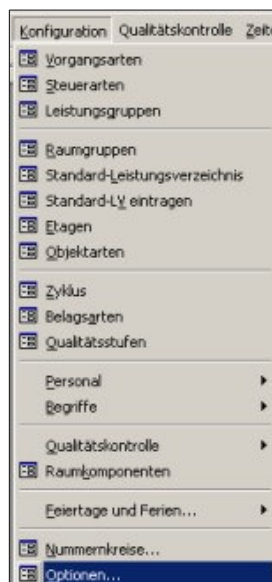 Konfiguration Qualitätskontrolle Zeit
Vorgangsarten
Steuerarten
Leistungsgruppen
Raumgruppen
Standard-Leistungsverzeichnis
Standard-LV eintragen
Etagen
Objektarten
Zyklus
Belagsarten
Qualitätsstufen
Personal
Begriffe
Qualitätskontrolle
Raumkomponenten
Feiertage und Ferien...
Nummernkreise...
Optionen...